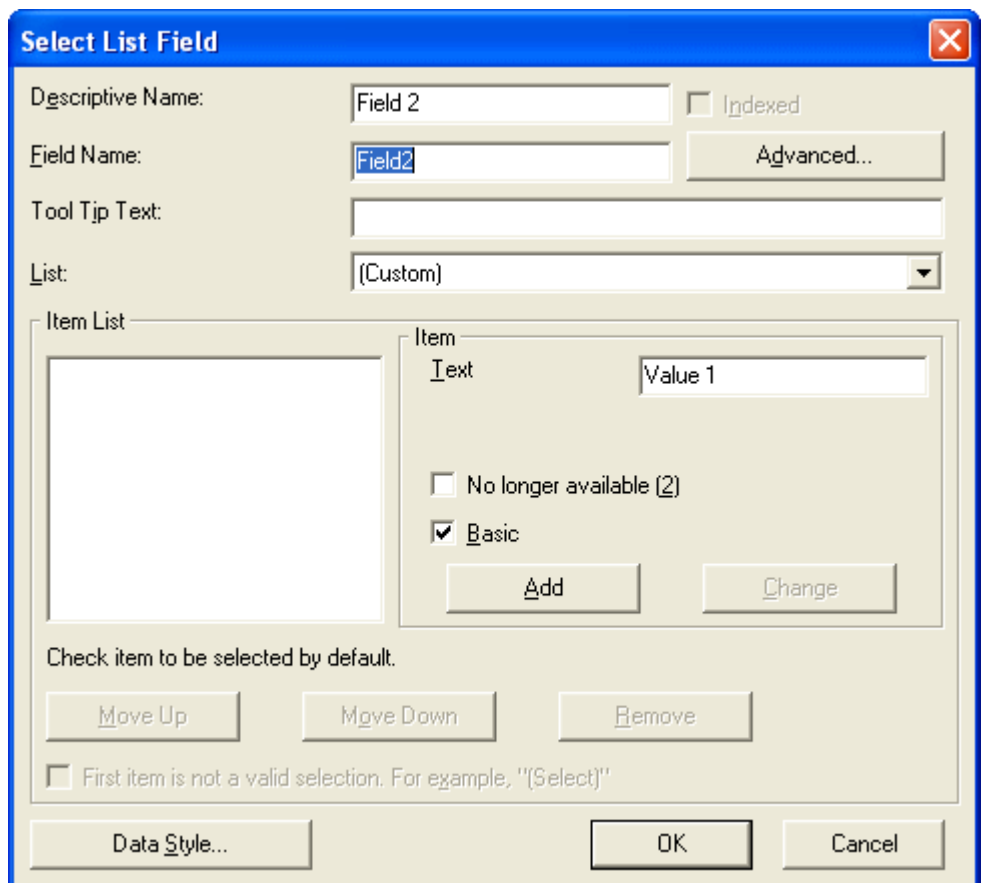 Select List Field
Descriptive Name: Field 2 Indexed
Field Name: Field2 Advanced...
Tool Tip Text:
List: (Custom)
Item List
Item
Text Value 1
No longer available (2)
Basic
Add Change
Check item to be selected by default.
Move Up Move Down Remove
First item is not a valid selection. For example, "(Select)"
Data Style... OK Cancel